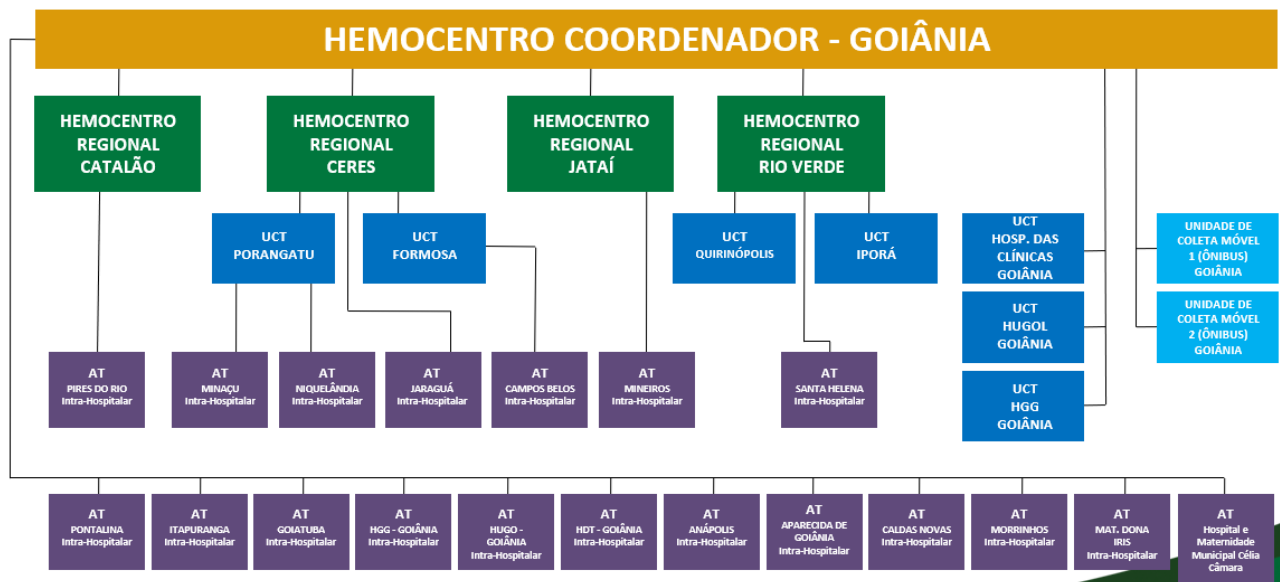 HEMOCENTRO COORDENADOR - GOIÂNIA
HEMOCENTRO
REGIONAL
CATALÃO
HEMOCENTRO
REGIONAL
CERES
HEMOCENTRO
REGIONAL
JATAÍ
HEMOCENTRO
REGIONAL
RIO VERDE
UCT
PORANGATU
UCT
FORMOSA
UCT
QUIRINÓPOLIS
UCT
IPORÁ
UCT
HOSP. DAS
CLÍNICAS
GOIÂNIA
UNIDADE DE
COLETA MÓVEL
1 (ÔNIBUS)
GOIÂNIA
UCT
HUGOL
GOIÂNIA
UNIDADE DE
COLETA MÓVEL
2 (ÔNIBUS)
GOIÂNIA
UCT
HGG
GOIÂNIA
AT
PIRES DO RIO
Intra-Hospitalar
AT
MINAÇU
Intra-Hospitalar
AT
NIQUELÂNDIA
Intra-Hospitalar
AT
JARAGUÁ
Intra-Hospitalar
AT
CAMPOS BELOS
Intra-Hospitalar
AT
MINEIROS
Intra-Hospitalar
AT
SANTA HELENA
Intra-Hospitalar
AT
PONTALINA
Intra-Hospitalar
AT
ITAPURANGA
Intra-Hospitalar
AT
GOIATUBA
Intra-Hospitalar
AT
HGG - GOIÂNIA
Intra-Hospitalar
AT
HUGO -
GOIÂNIA
Intra-Hospitalar
AT
HDT - GOIÂNIA
Intra-Hospitalar
AT
ANÁPOLIS
Intra-Hospitalar
AT
APARECIDA DE
GOIÂNIA
Intra-Hospitalar
AT
CALDAS NOVAS
Intra-Hospitalar
AT
MORRINHOS
Intra-Hospitalar
AT
MAT. DONA
IRIS
Intra-Hospitalar
AT
Hospital e
Maternidade
Municipal Célia
Câmara